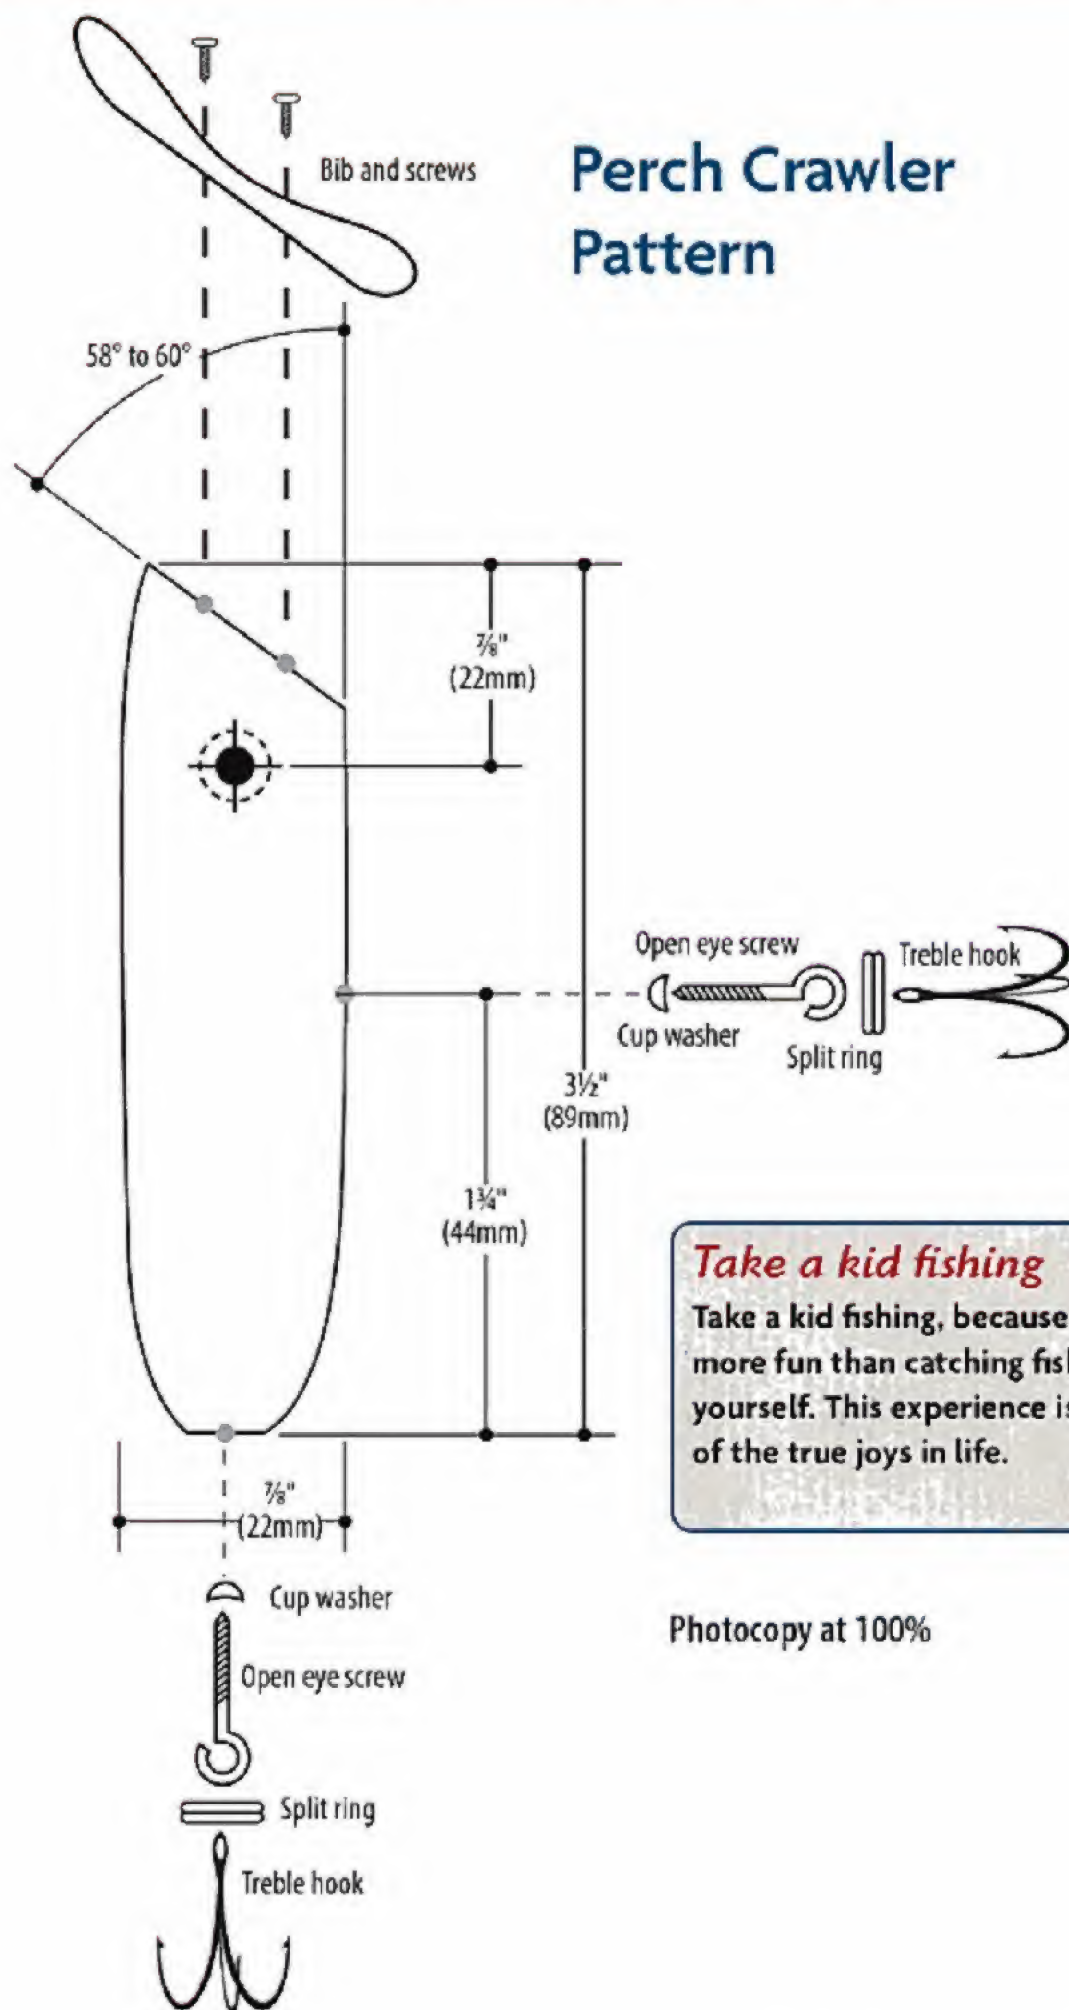 Perch Crawler
Pattern
Bib and screws
58° to 60°
⅞"
(22mm)
Open eye screw
Treble hook
Cup washer
Split ring
3½"
(89mm)
1¾"
(44mm)
Take a kid fishing
Take a kid fishing, because
more fun than catching fis
yourself. This experience is
of the true joys in life.
⅞"
(22mm)
Cup washer
Open eye screw
Split ring
Treble hook
Photocopy at 100%